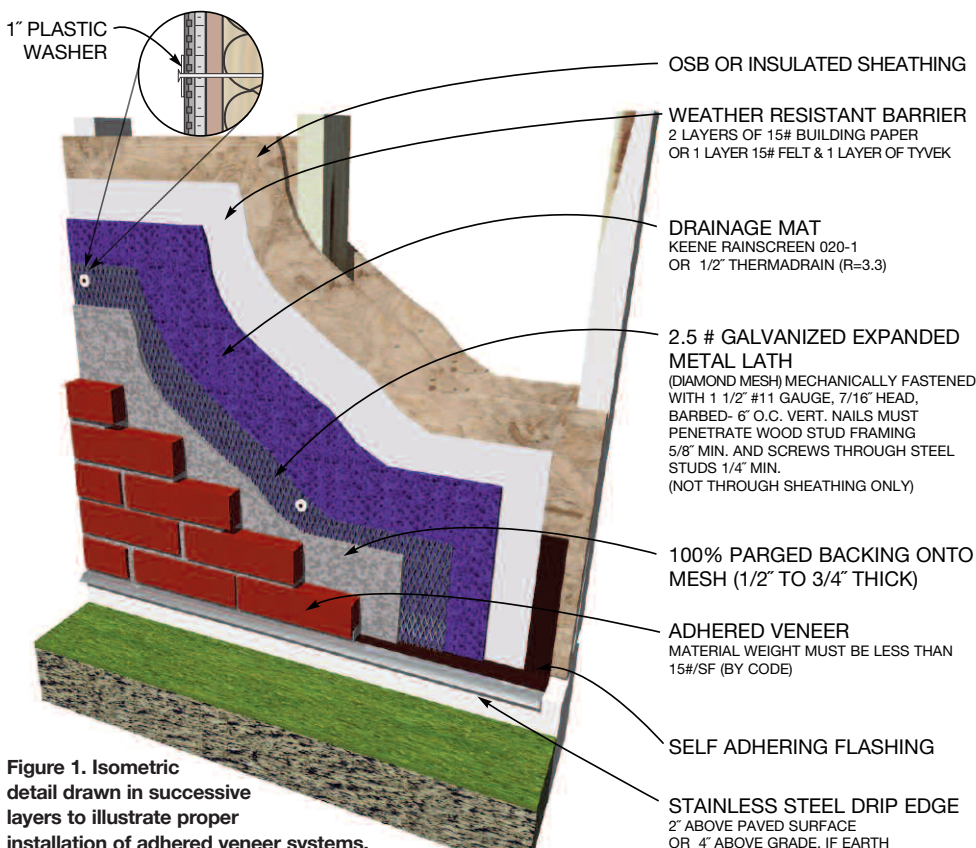 1″ PLASTIC
WASHER
OSB OR INSULATED SHEATHING
WEATHER RESISTANT BARRIER
2 LAYERS OF 15# BUILDING PAPER
OR 1 LAYER 15# FELT & 1 LAYER OF TYVEK
DRAINAGE MAT
KEENE RAINSCREEN 020-1
OR 1/2″ THERMADRAIN (R=3.3)
2.5 # GALVANIZED EXPANDED
METAL LATH
(DIAMOND MESH) MECHANICALLY FASTENED
WITH 1 1/2″ #11 GAUGE, 7/16″ HEAD,
BARBED- 6″ O.C. VERT. NAILS MUST
PENETRATE WOOD STUD FRAMING
5/8″ MIN. AND SCREWS THROUGH STEEL
STUDS 1/4″ MIN.
(NOT THROUGH SHEATHING ONLY)
100% PARGED BACKING ONTO
MESH (1/2″ TO 3/4″ THICK)
ADHERED VENEER
MATERIAL WEIGHT MUST BE LESS THAN
15#/SF (BY CODE)
SELF ADHERING FLASHING
STAINLESS STEEL DRIP EDGE
2″ ABOVE PAVED SURFACE
OR 4″ ABOVE GRADE, IF EARTH
Figure 1. Isometric
detail drawn in successive
layers to illustrate proper
installation of adhered veneer systems.